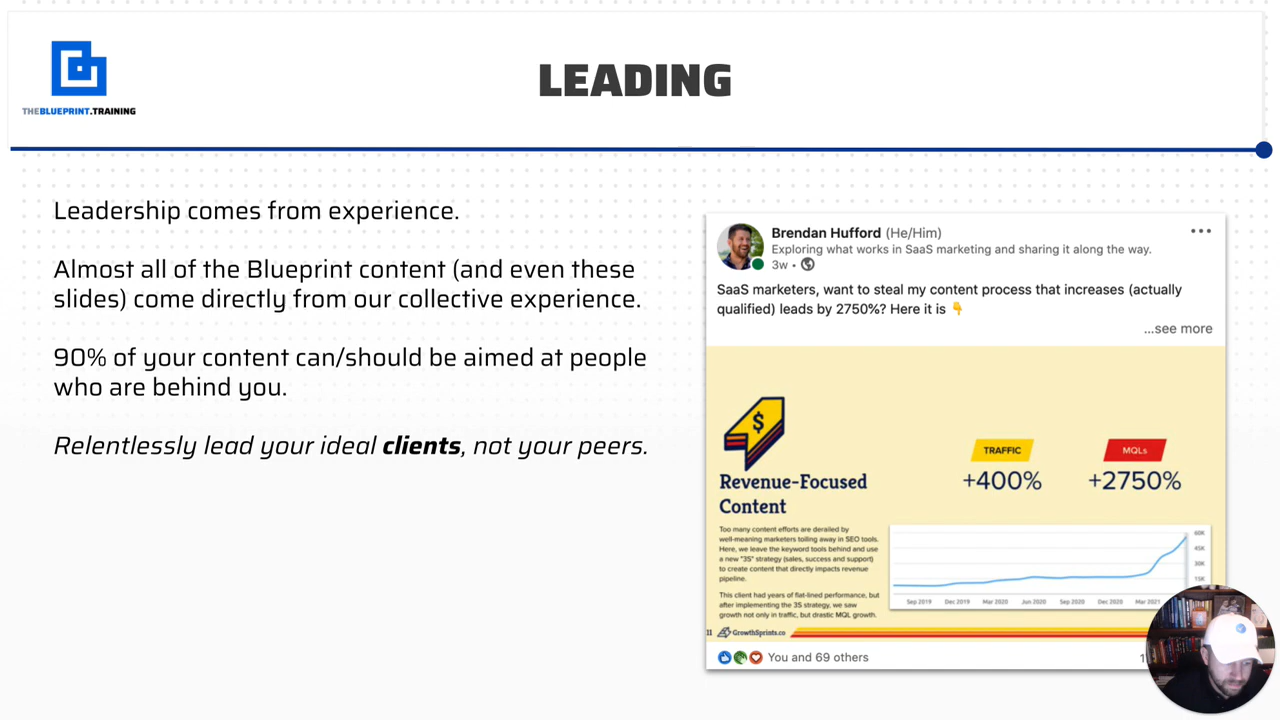 LEADING
THEBLUEPRINT.TRAINING
Leadership comes from experience.
Almost all of the Blueprint content (and even these
slides) come directly from our collective experience.
90% of your content can/should be aimed at people
who are behind you.
Relentlessly lead your ideal clients, not your peers.
Brendan Hufford (He/Him)
Exploring what works in SaaS marketing and sharing it along the way.
3w •
SaaS marketers, want to steal my content process that increases (actually
qualified) leads by 2750%? Here it is 👇
...see more
$
Revenue-Focused
Content
TRAFFIC
+400%
MQLs
+2750%
Too many content efforts are derailed by
well-meaning marketers toiling away in SEO tools.
Here, we leave the keyword tools behind and use
a new "3S" strategy (sales, success and support)
to create content that directly impacts revenue
pipeline.
This client had years of flat-lined performance, but
after implementing the 3S strategy, we saw
growth not only in traffic, but drastic MQL growth.
60K
45K
30K
15K
Sep 2019 Dec 2019 Mar 2020 Jun 2020 Sep 2020 Dec 2020 Mar 2021
11 GrowthSprints.co
You and 69 others